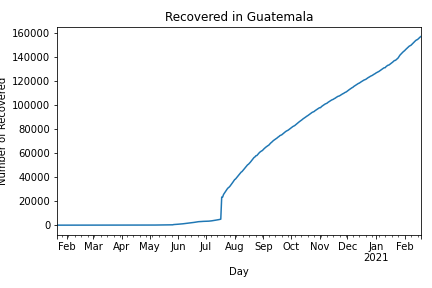 Recovered in Guatemala
Number of Recovered
160000
140000
120000
100000
80000
60000
40000
20000
0
Feb Mar Apr May Jun Jul Aug Sep Oct Nov Dec Jan Feb
2021
Day